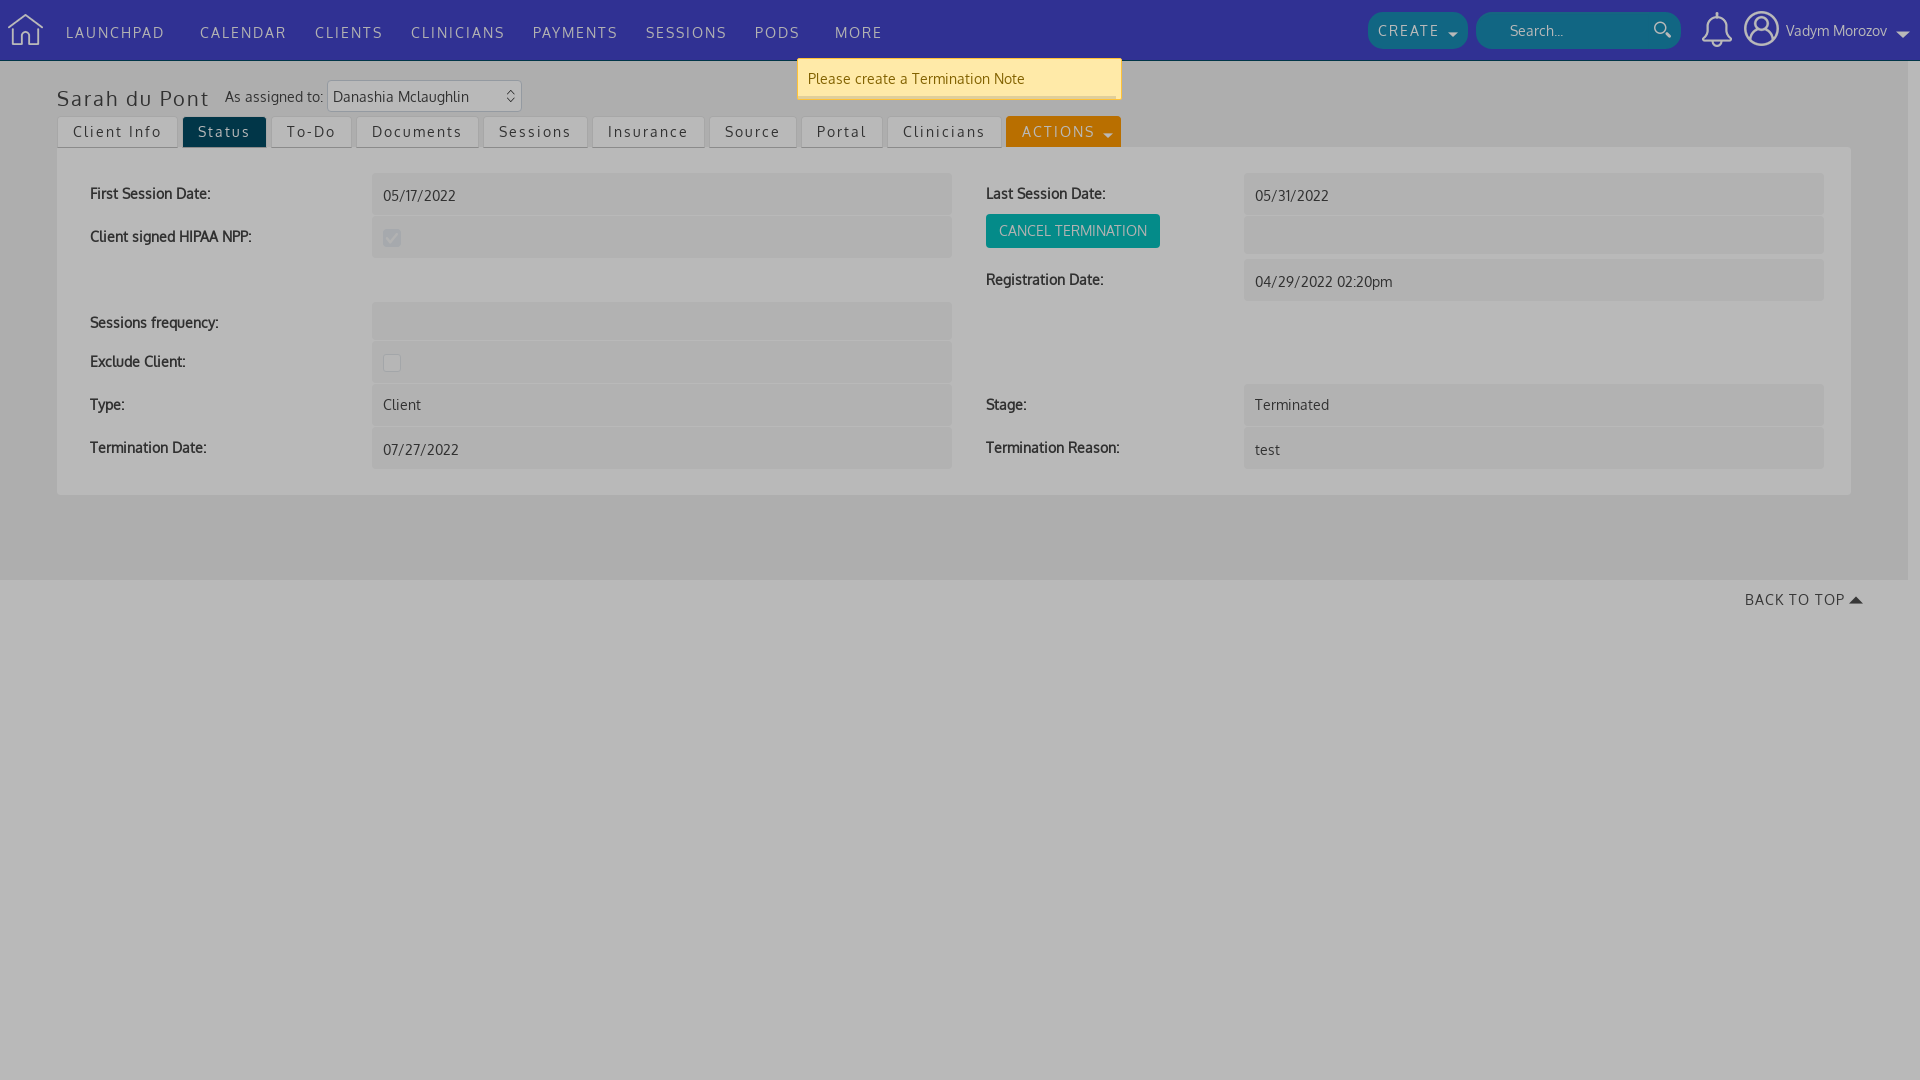 LAUNCHPAD CALENDAR CLIENTS CLINICIANS PAYMENTS SESSIONS PODS MORE CREATE Search... Vadym Morozov
Please create a Termination Note
Sarah du Pont As assigned to: Danashia Mclaughlin
Client Info Status To-Do Documents Sessions Insurance Source Portal Clinicians ACTIONS
First Session Date: 05/17/2022 Last Session Date: 05/31/2022
Client signed HIPAA NPP: CANCEL TERMINATION
Registration Date: 04/29/2022 02:20pm
Sessions frequency:
Exclude Client:
Type: Client Stage: Terminated
Termination Date: 07/27/2022 Termination Reason: test
BACK TO TOP